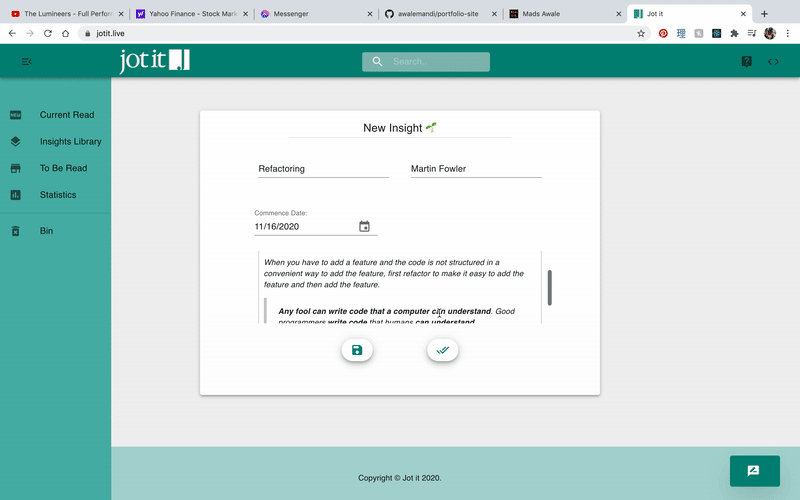 The Lumineers - Full Perfor
Yahoo Finance - Stock Mark
Messenger
awalemandi/portfolio-site
Mads Awale
Jot it
jotit.live
jot it
Search..
Current Read
Insights Library
To Be Read
Statistics
Bin
New Insight 🌱
Refactoring
Martin Fowler
Commence Date:
11/16/2020
When you have to add a feature and the code is not structured in a
convenient way to add the feature, first refactor to make it easy to add the
feature and then add the feature.
Any fool can write code that a computer can understand. Good
programmers write code that humans can understand.
Copyright © Jot it 2020.